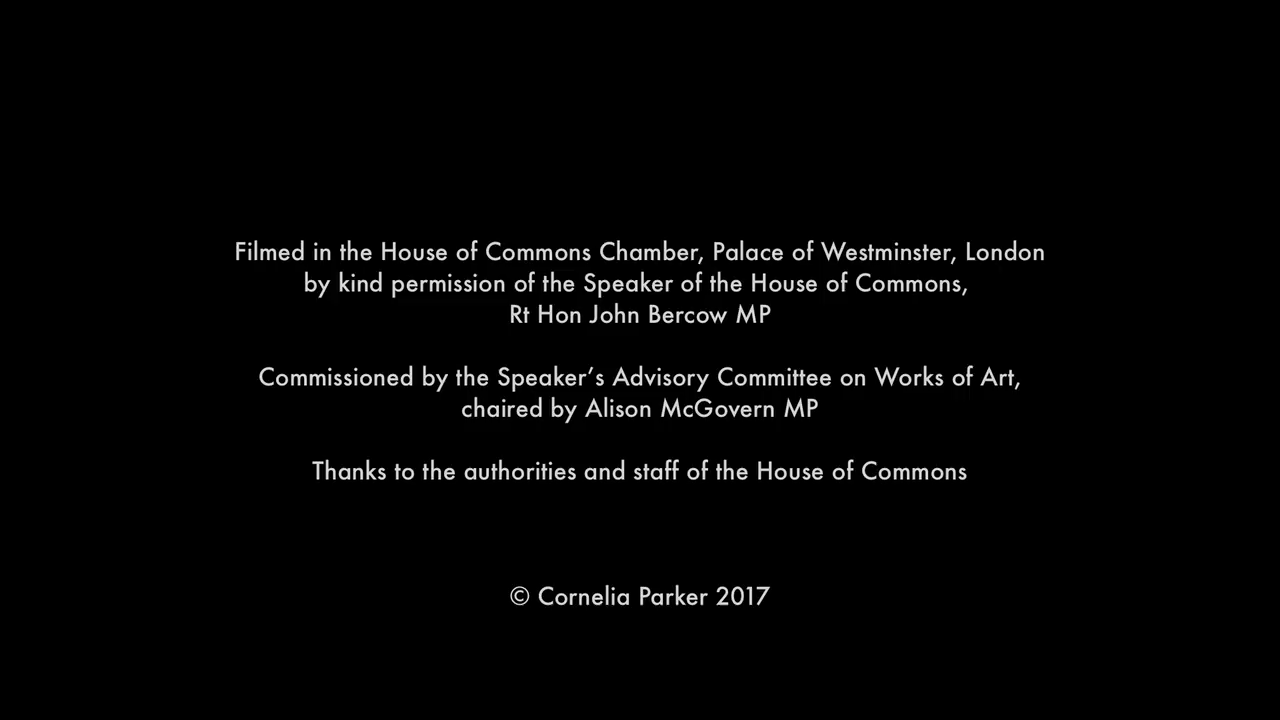 Filmed in the House of Commons Chamber, Palace of Westminster, London
by kind permission of the Speaker of the House of Commons,
Rt Hon John Bercow MP
Commissioned by the Speaker’s Advisory Committee on Works of Art,
chaired by Alison McGovern MP
Thanks to the authorities and staff of the House of Commons
© Cornelia Parker 2017